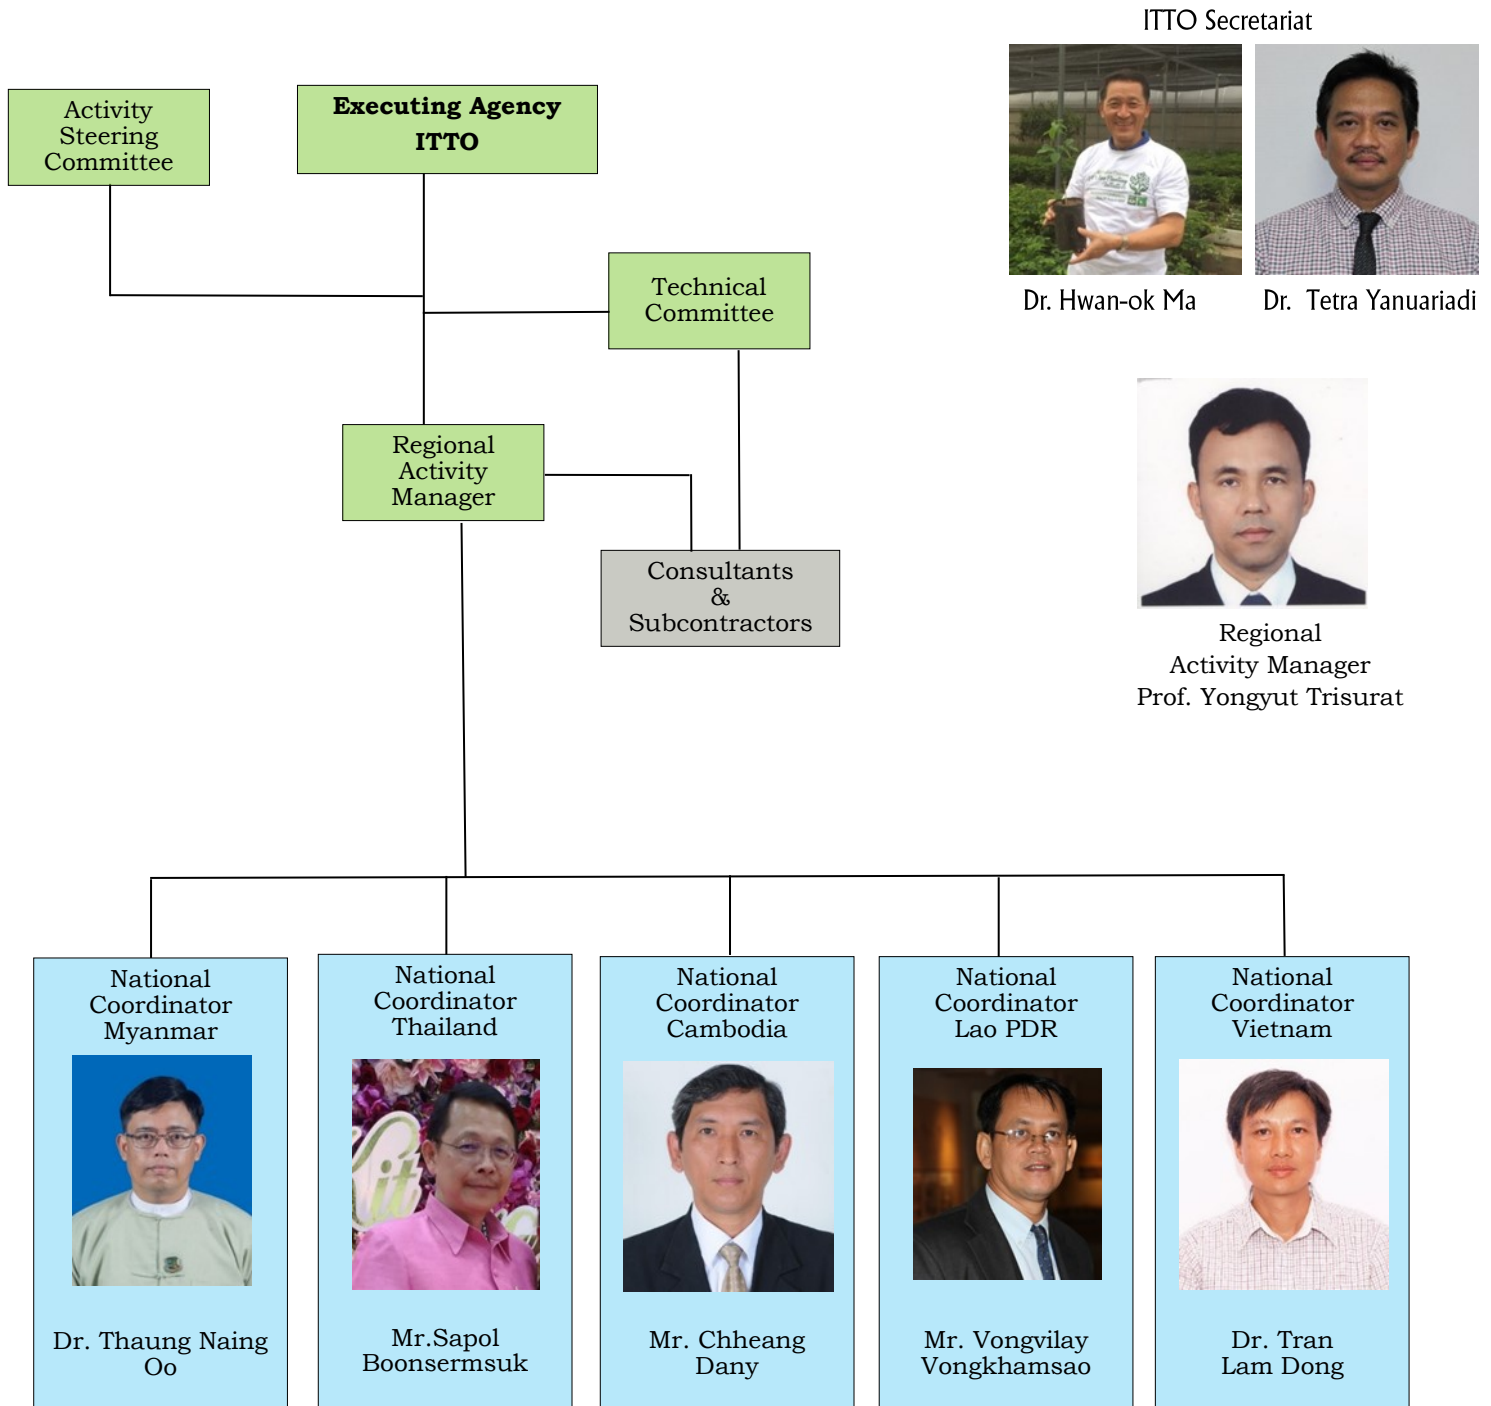 ITTO Secretariat
Activity
Steering
Committee
Executing Agency
ITTO
Technical
Committee
Dr. Hwan-ok Ma
Dr. Tetra Yanuariadi
Regional
Activity
Manager
Consultants
&
Subcontractors
Regional
Activity Manager
Prof. Yongyut Trisurat
National
Coordinator
Myanmar
Dr. Thaung Naing
Oo
National
Coordinator
Thailand
Mr.Sapol
Boonsermsuk
National
Coordinator
Cambodia
Mr. Chheang
Dany
National
Coordinator
Lao PDR
Mr. Vongvilay
Vongkhamsao
National
Coordinator
Vietnam
Dr. Tran
Lam Dong